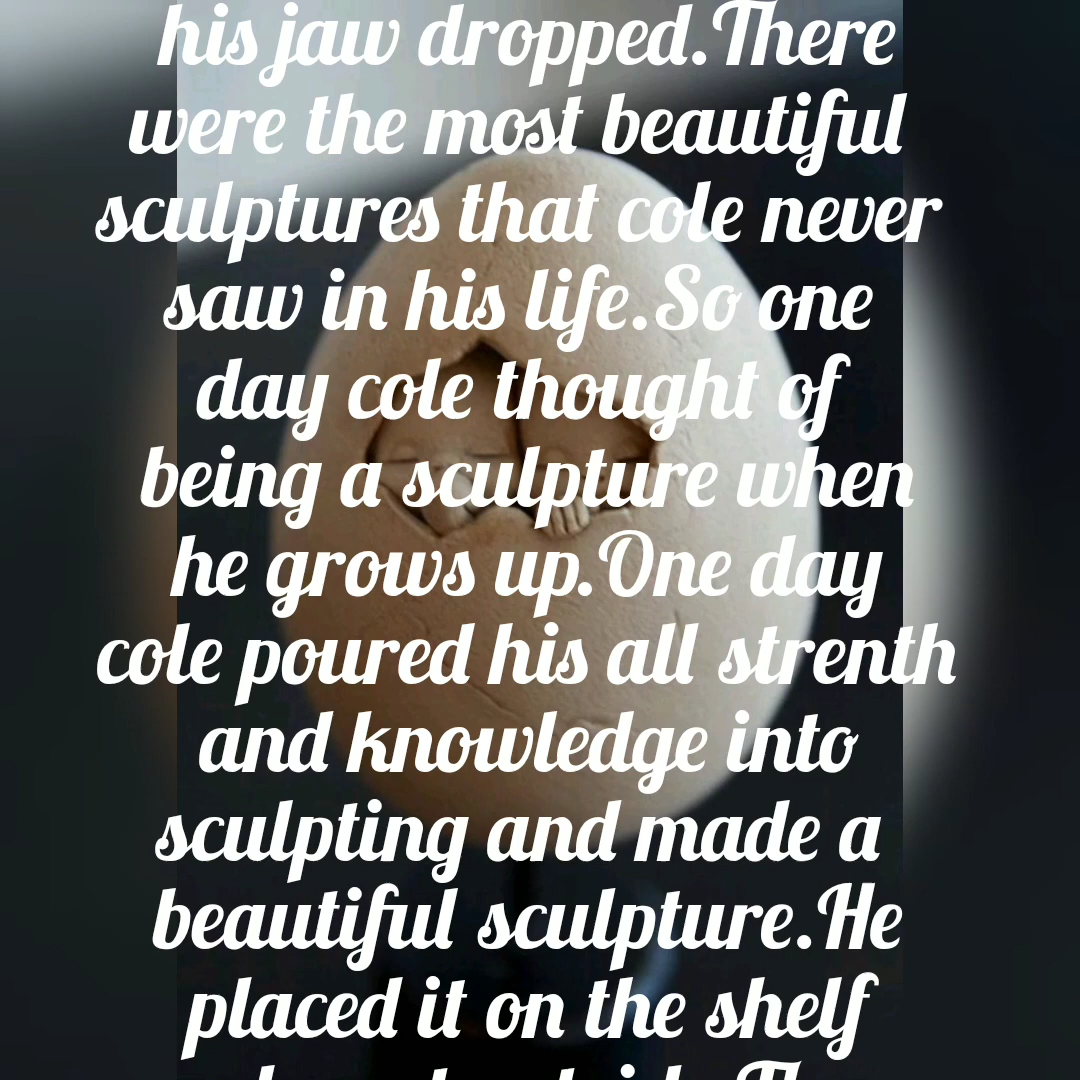 his jaw dropped.There
were the most beautiful
sculptures that cole never
saw in his life.So one
day cole thought of
being a sculpture when
he grows up.One day
cole poured his all strenth
and knowledge into
sculpting and made a
beautiful sculpture.He
placed it on the shelf